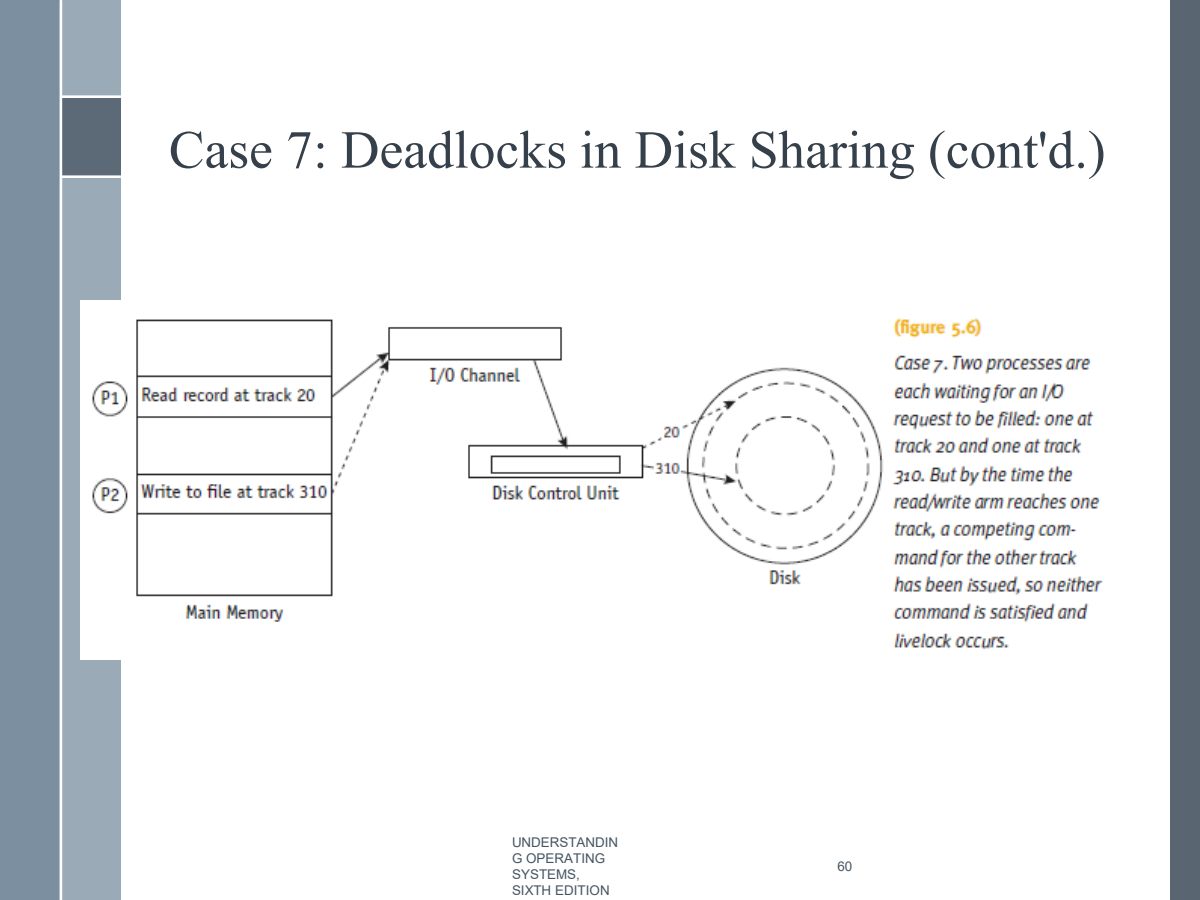 Case 7: Deadlocks in Disk Sharing (cont'd.)
P1
Read record at track 20
P2
Write to file at track 310
Main Memory
I/O Channel
Disk Control Unit
20
310
Disk
(figure 5.6)
Case 7. Two processes are
each waiting for an I/O
request to be filled: one at
track 20 and one at track
310. But by the time the
read/write arm reaches one
track, a competing com-
mand for the other track
has been issued, so neither
command is satisfied and
livelock occurs.
UNDERSTANDIN
G OPERATING
SYSTEMS,
SIXTH EDITION
60